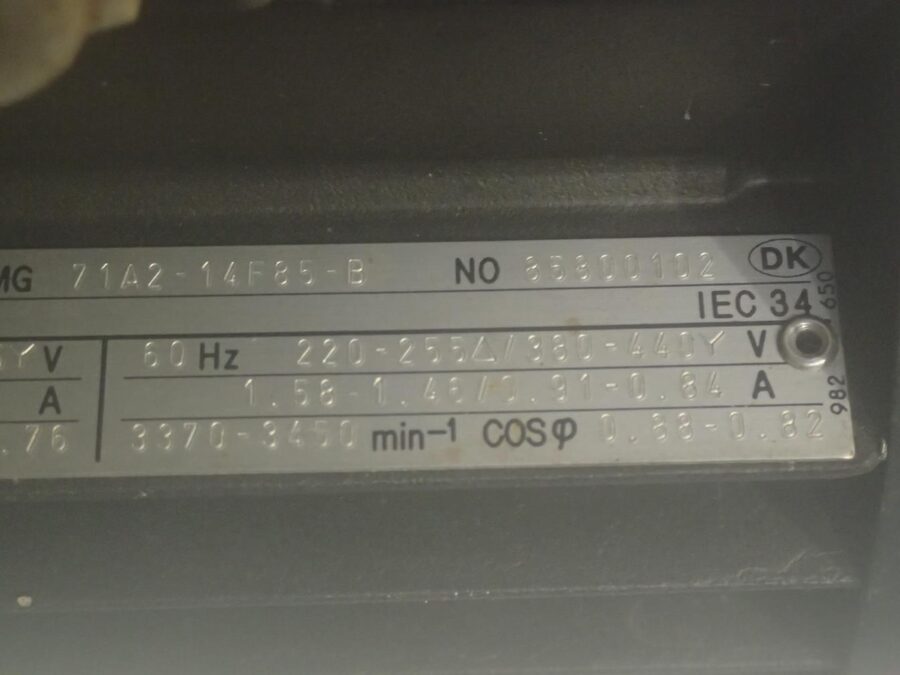 MG 71A2-14F85-B NO 85800102 DK
IEC 34
Y V 60 Hz 220-255△/380-440Y V
A 1.58-1.46/0.91-0.84 A
.76 3370-3450 min-1 COSφ 0.88-0.82
982 650